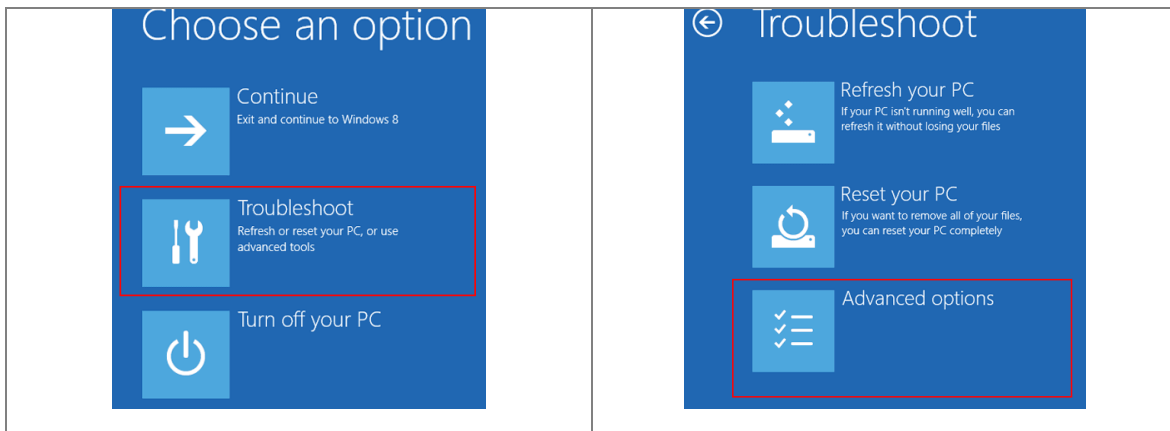 Choose an option
Continue
Exit and continue to Windows 8
Troubleshoot
Refresh or reset your PC, or use
advanced tools
Turn off your PC
Troubleshoot
Refresh your PC
If your PC isn't running well, you can
refresh it without losing your files
Reset your PC
If you want to remove all of your files,
you can reset your PC completely
Advanced options